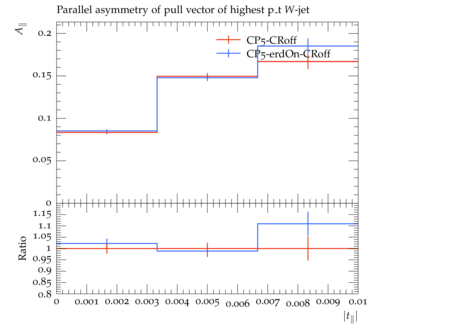 Parallel asymmetry of pull vector of highest p_t W-jet
A∥
0.2
0.15
0.1
0.05
0
CP5-CRoff
CP5-erdOn-CRoff
Ratio
1.15
1.1
1.05
1
0.95
0.9
0.85
0.8
0 0.001 0.002 0.003 0.004 0.005 0.006 0.007 0.008 0.009 0.01
|t∥|